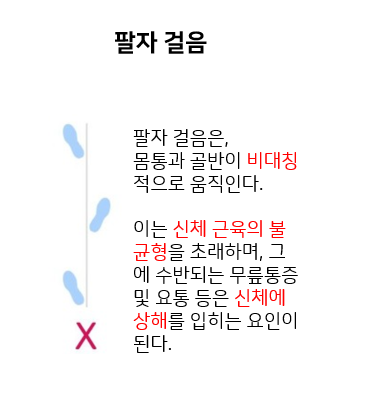 팔자 걸음
팔자 걸음은,
몸통과 골반이 비대칭
적으로 움직인다.
이는 신체 근육의 불
균형을 초래하며, 그
에 수반되는 무릎통증
및 요통 등은 신체에
상해를 입히는 요인이
된다.
X